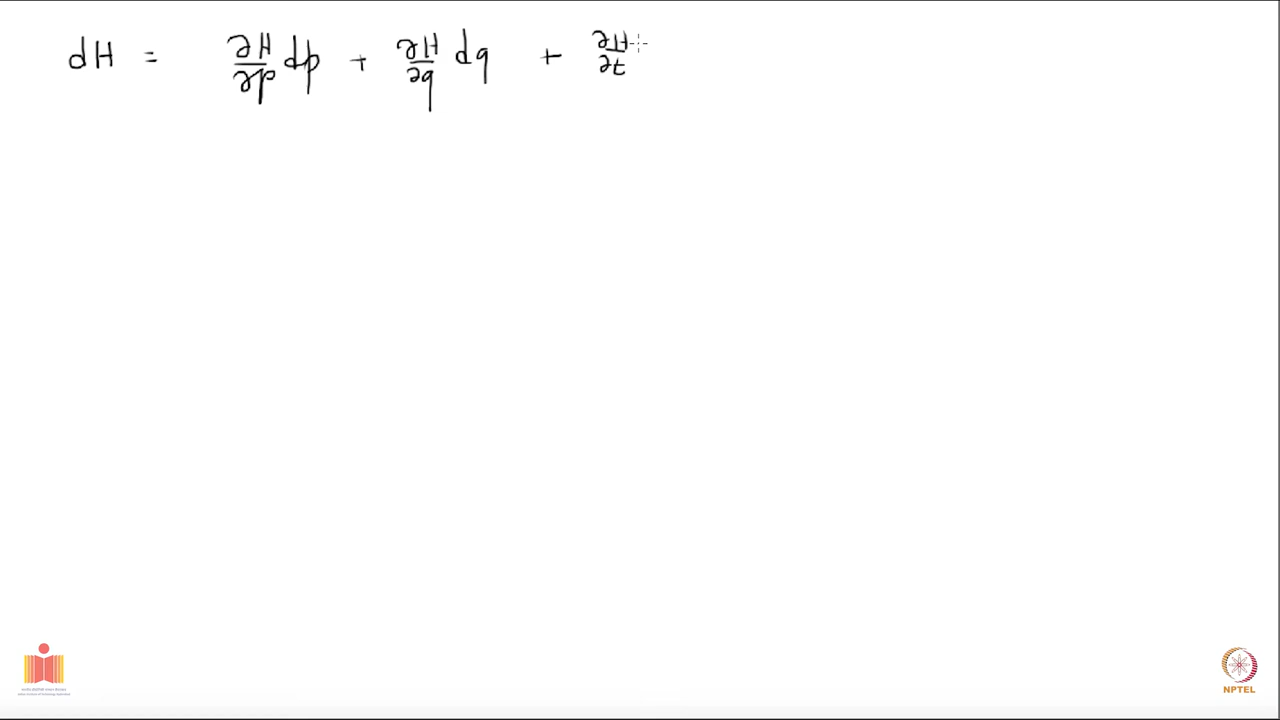 dH = ∂H/∂p dp + ∂H/∂q dq + ∂H/∂t
NPTEL